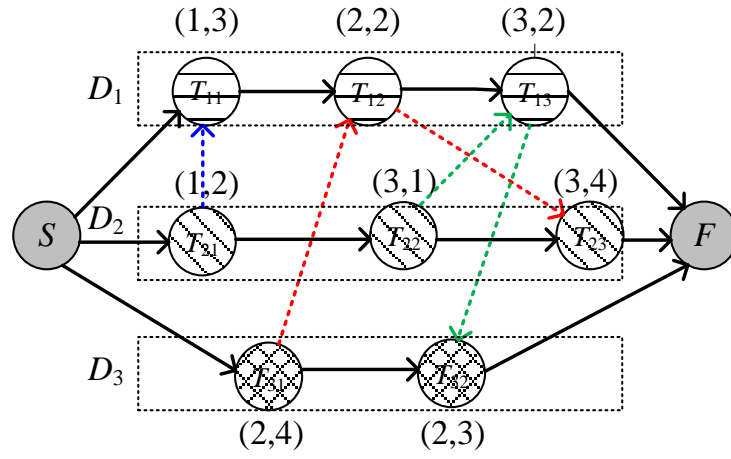 (1,3) (2,2) (3,2)
D1 T11 T12 T13
(1,2) (3,1) (3,4)
S D2 T21 T22 T23 F
D3 T31 T32
(2,4) (2,3)